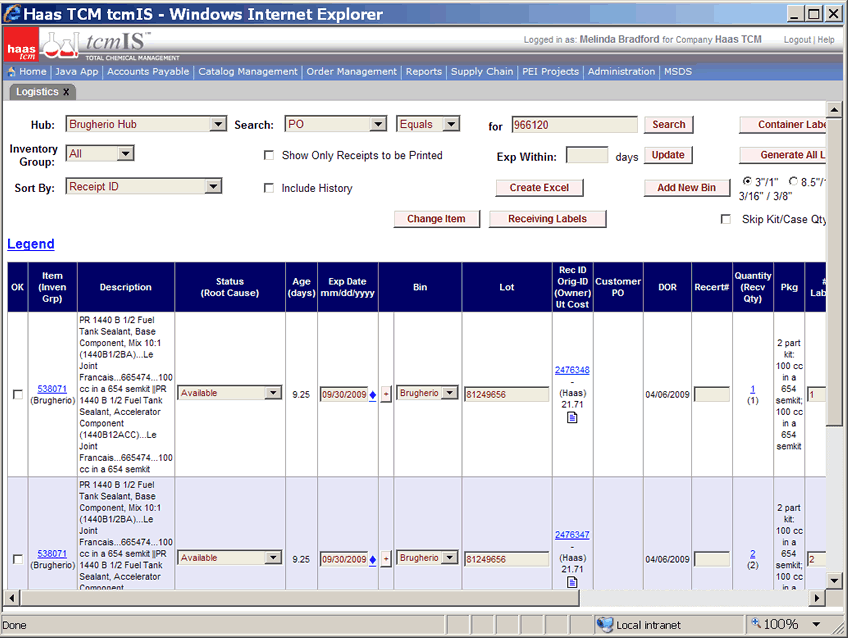 Haas TCM tcmIS - Windows Internet Explorer
haas tcm
tcmIS™
TOTAL CHEMICAL MANAGEMENT
Logged in as: Melinda Bradford for Company Haas TCM
Logout | Help
Home | Java App | Accounts Payable | Catalog Management | Order Management | Reports | Supply Chain | PEI Projects | Administration | MSDS
Logistics x
Hub: Brugherio Hub Search: PO Equals for 966120 Search Container Labe
Inventory Group: All Show Only Receipts to be Printed Exp Within: days Update Generate All L
Sort By: Receipt ID Include History Create Excel Add New Bin 3"/1" 8.5"/1
3/16" / 3/8"
Change Item Receiving Labels Skip Kit/Case Qty
Legend
OK
Item
(Inven
Grp)
Description
Status
(Root Cause)
Age
(days)
Exp Date
mm/dd/yyyy
Bin
Lot
Rec ID
Orig-ID
(Owner)
Ut Cost
Customer
PO
DOR
Recert#
Quantity
(Recv
Qty)
Pkg
#
Lab
538071
(Brugherio)
PR 1440 B 1/2 Fuel
Tank Sealant, Base
Component, Mix 10:1
(1440B1/2BA)...Le
Joint
Francais...665474...100
cc in a 654 semkit ||PR
1440 B 1/2 Fuel Tank
Sealant, Accelerator
Component
(1440B12ACC)...Le
Joint
Francais...665474...100
cc in a 654 semkit
Available
9.25
09/30/2009
+
Brugherio
81249656
2476348
-
(Haas)
21.71
04/06/2009
1
(1)
2 part
kit:
100 cc
in a
654
semkit;
100 cc
in a
654
semkit
1
538071
(Brugherio)
PR 1440 B 1/2 Fuel
Tank Sealant, Base
Component, Mix 10:1
(1440B1/2BA)...Le
Joint
Francais...665474...100
cc in a 654 semkit ||PR
1440 B 1/2 Fuel Tank
Sealant, Accelerator
Component
Available
9.25
09/30/2009
+
Brugherio
81249656
2476347
-
(Haas)
21.71
04/06/2009
2
(2)
2 part
kit:
100 cc
in a
654
semkit;
100 cc
in a
2
Done
Local intranet
100%